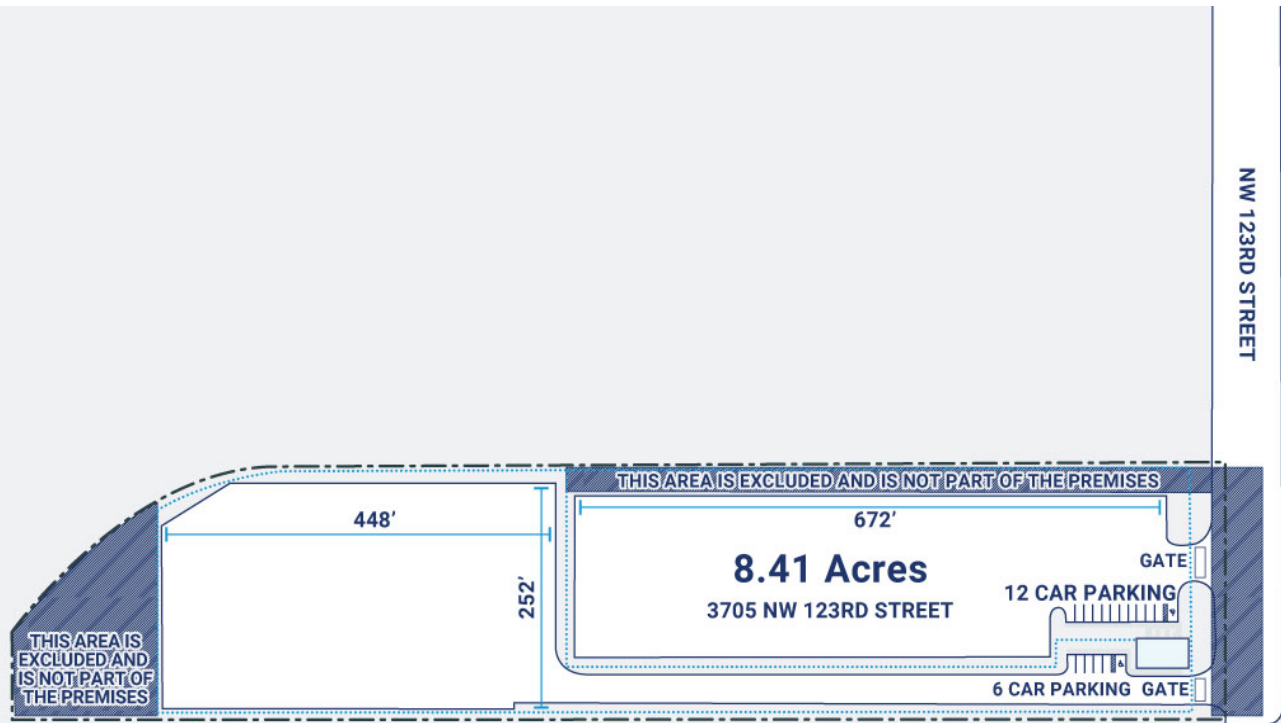 NW 123RD STREET
THIS AREA IS EXCLUDED AND IS NOT PART OF THE PREMISES
448’
672’
252’
8.41 Acres
3705 NW 123RD STREET
GATE
12 CAR PARKING
6 CAR PARKING GATE
THIS AREA IS
EXCLUDED AND
IS NOT PART OF
THE PREMISES